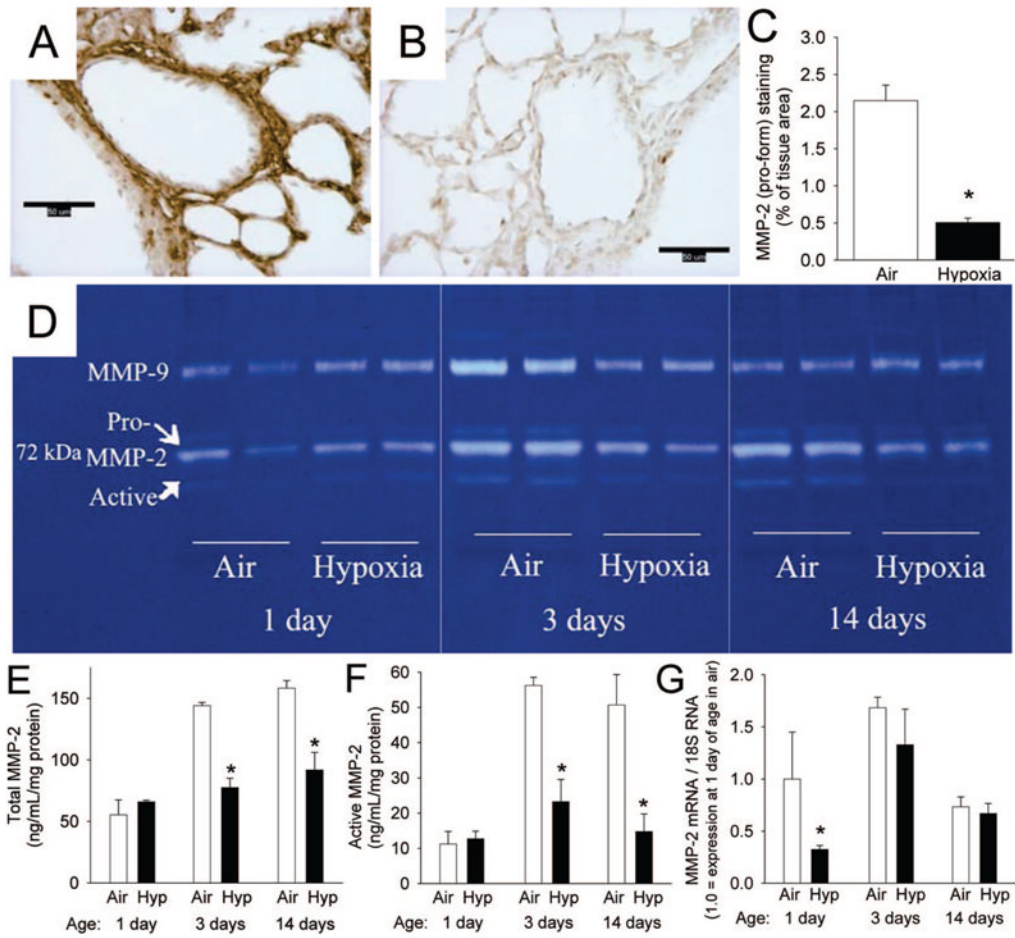 A
50 um
B
50 um
C
MMP-2 (pro-form) staining
(% of tissue area)
2.5
2.0
1.5
1.0
0.5
0.0
*
Air
Hypoxia
D
MMP-9
Pro-
72 kDa MMP-2
Active
Air
Hypoxia
1 day
Air
Hypoxia
3 days
Air
Hypoxia
14 days
E
Total MMP-2
(ng/mL/mg protein)
150
100
50
0
*
*
Air Hyp Air Hyp Air Hyp
Age: 1 day 3 days 14 days
F
Active MMP-2
(ng/mL/mg protein)
60
50
40
30
20
10
0
*
*
Air Hyp Air Hyp Air Hyp
Age: 1 day 3 days 14 days
G
MMP-2 mRNA / 18S RNA
(1.0 = expression at 1 day of age in air)
2.0
1.5
1.0
0.5
0.0
*
Air Hyp Air Hyp Air Hyp
Age: 1 day 3 days 14 days